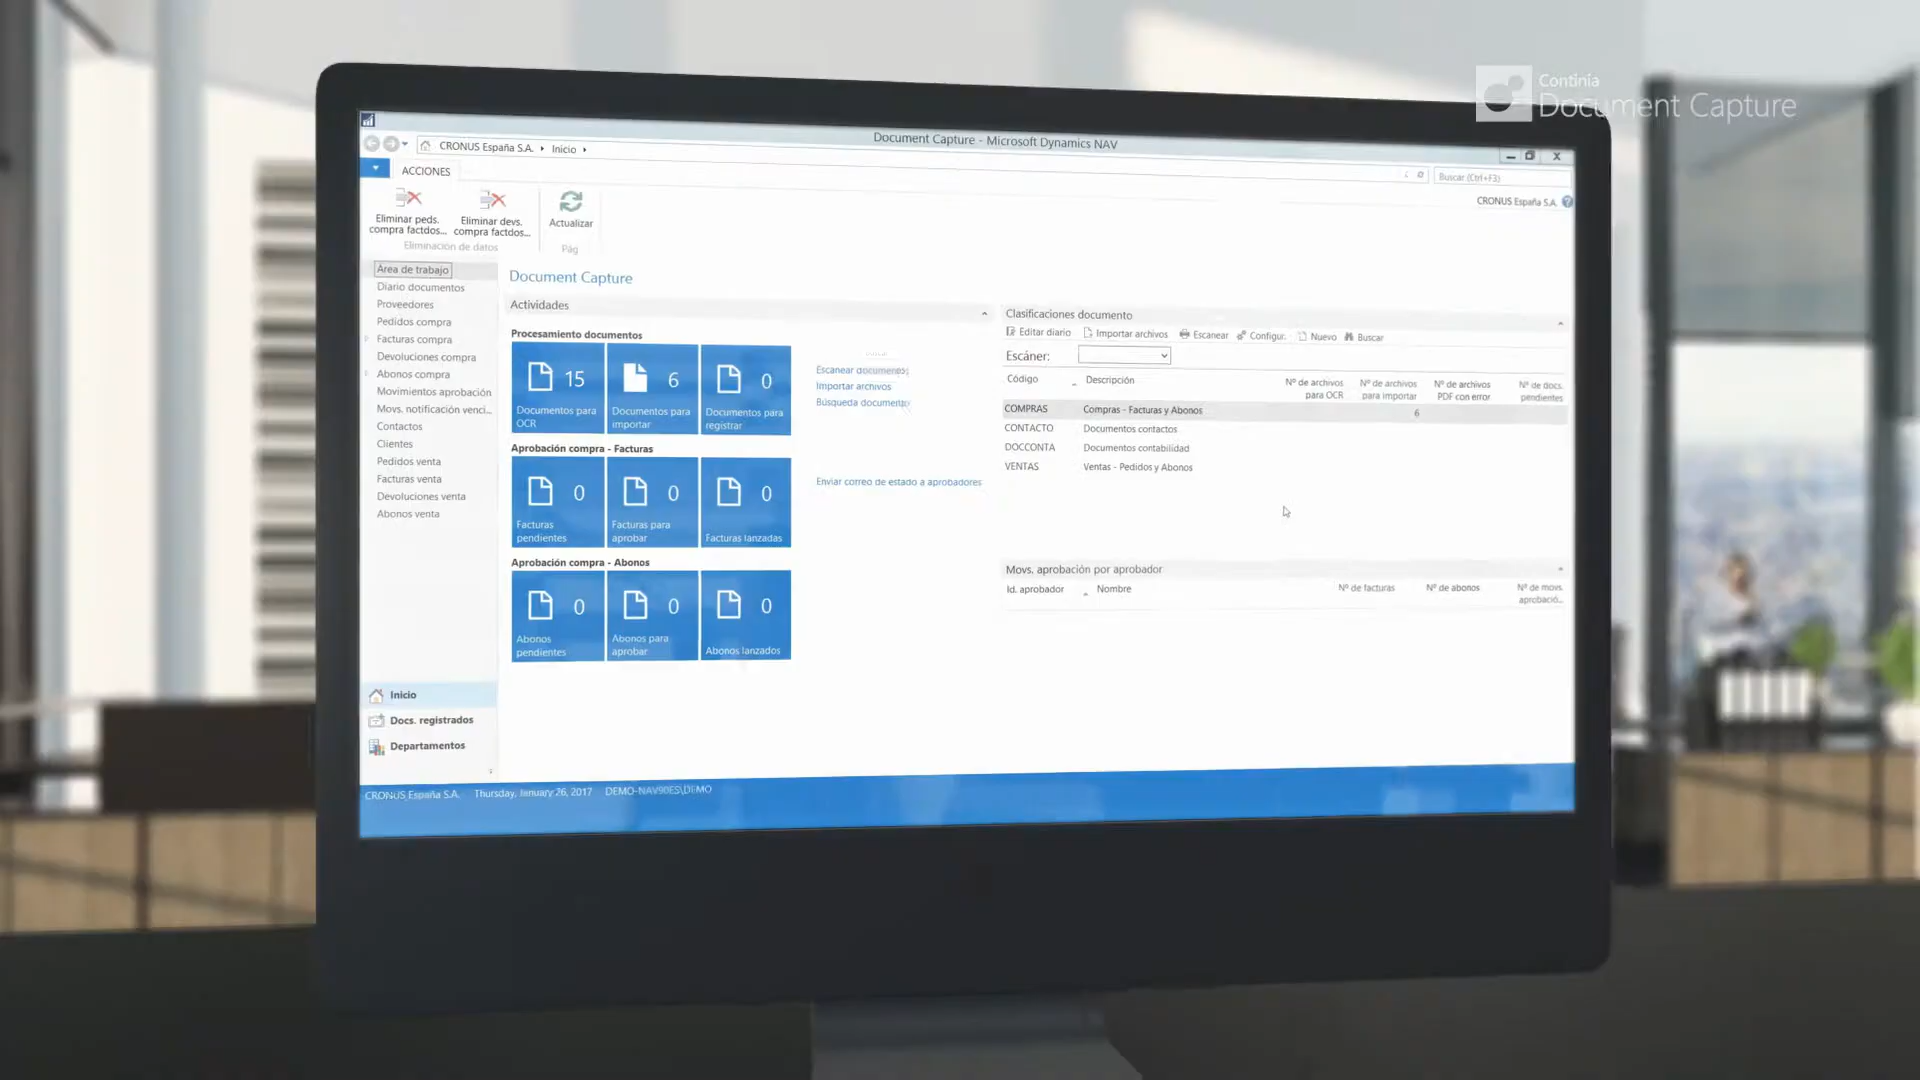 Continia
Document Capture
Document Capture - Microsoft Dynamics NAV
CRONUS España S.A.
Inicio
Buscar (Ctrl+F3)
ACCIONES
CRONUS España S.A.
Eliminar peds.
compra factdos...
Eliminar devs.
compra factdos...
Actualizar
Eliminación de datos
Pág
Área de trabajo
Diario documentos
Proveedores
Pedidos compra
Facturas compra
Devoluciones compra
Abonos compra
Movimientos aprobación
Movs. notificación venci...
Contactos
Clientes
Pedidos venta
Facturas venta
Devoluciones venta
Abonos venta
Inicio
Docs. registrados
Departamentos
Document Capture
Actividades
Procesamiento documentos
15
Documentos para
OCR
6
Documentos para
importar
0
Documentos para
registrar
Escanear documentos
Importar archivos
Búsqueda documento
Aprobación compra - Facturas
0
Facturas
pendientes
0
Facturas para
aprobar
0
Facturas lanzadas
Enviar correo de estado a aprobadores
Aprobación compra - Abonos
0
Abonos
pendientes
0
Abonos para
aprobar
0
Abonos lanzados
Clasificaciones documento
Editar diario
Importar archivos
Escanear
Configur.
Nuevo
Buscar
Escáner:
Código
Descripción
Nº de archivos
para OCR
Nº de archivos
para importar
Nº de archivos
PDF con error
Nº de docs.
pendientes
COMPRAS Compras - Facturas y Abonos 6
CONTACTO Documentos contactos
DOCCONTA Documentos contabilidad
VENTAS Ventas - Pedidos y Abonos
Movs. aprobación por aprobador
Id. aprobador
Nombre
Nº de facturas
Nº de abonos
Nº de movs.
aprobació...
CRONUS España S.A. Thursday, January 26, 2017 DEMO-NAV90ES\DEMO